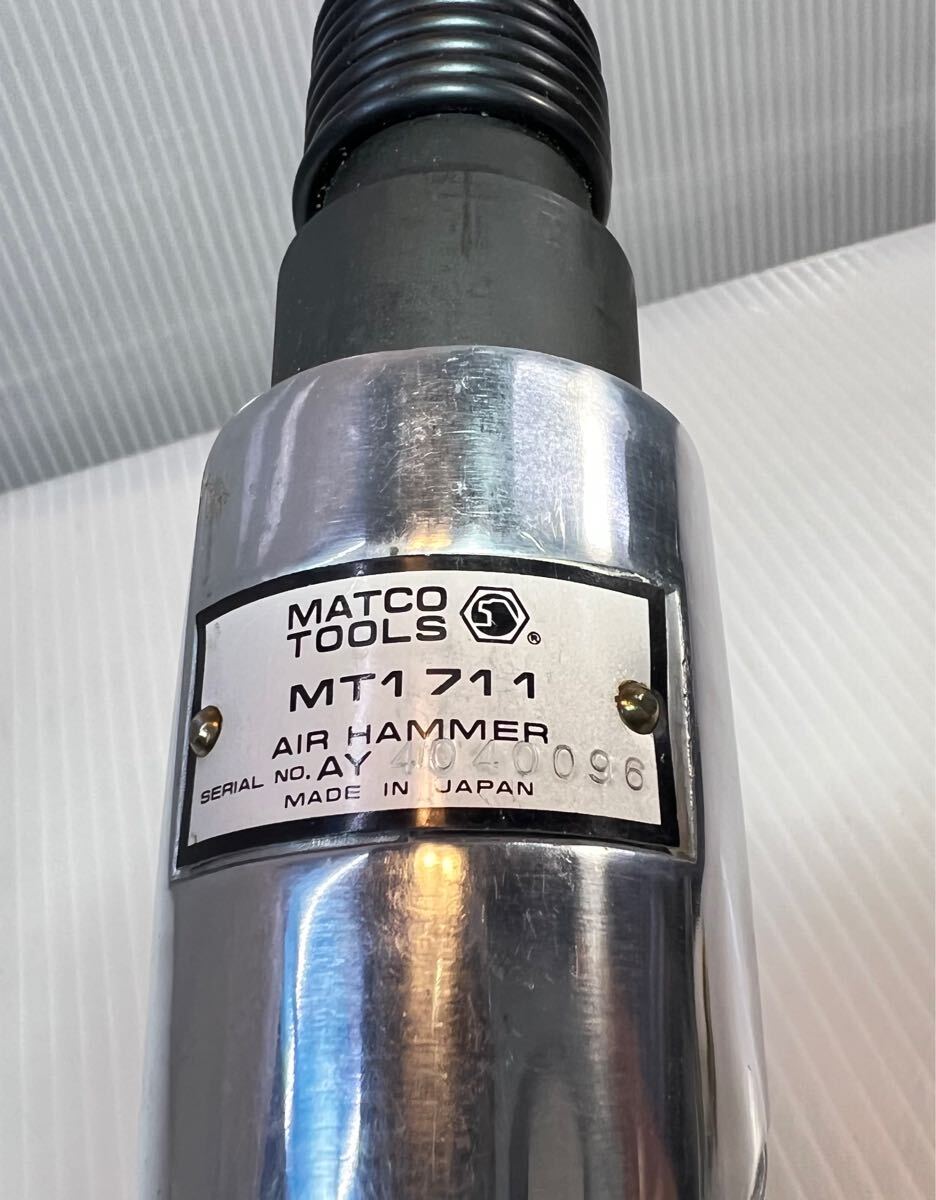 MATCO
TOOLS ®
MT1711
AIR HAMMER
SERIAL NO. AY 4040096
MADE IN JAPAN